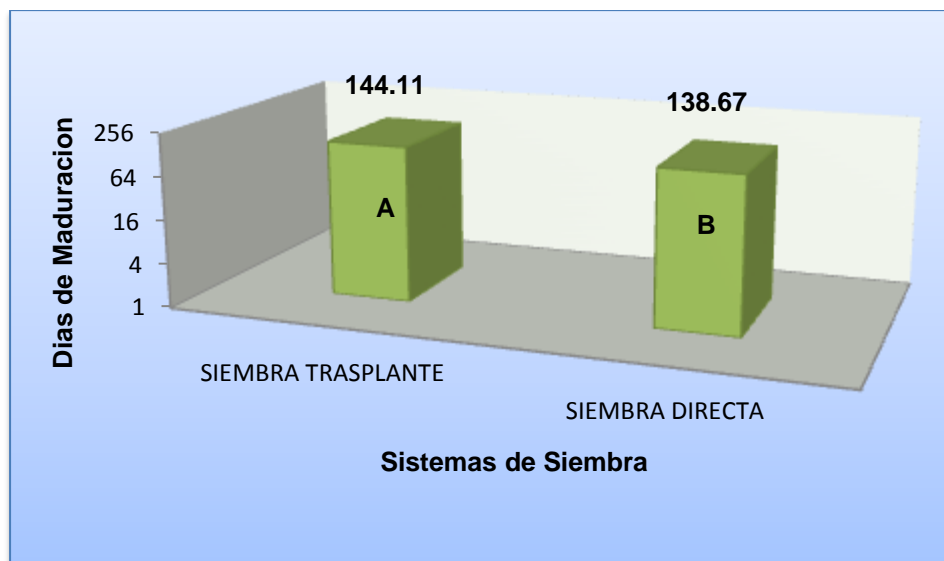 144.11
138.67
Dias de Maduracion
256
64
16
4
1
A
B
SIEMBRA TRASPLANTE
SIEMBRA DIRECTA
Sistemas de Siembra